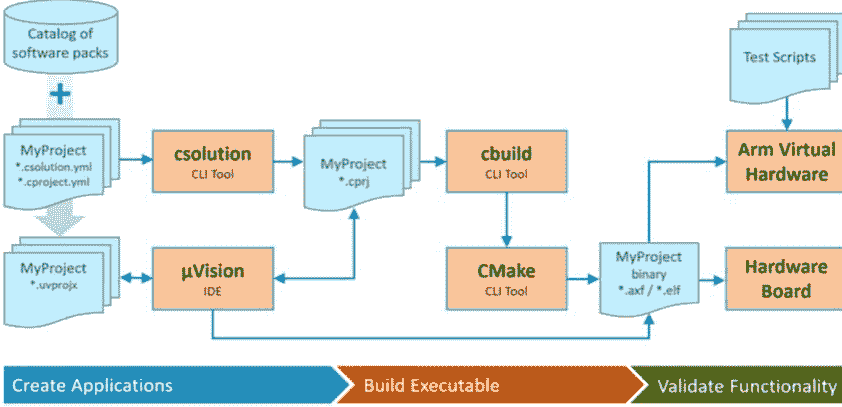 Catalog of
software packs
+
Test Scripts
MyProject
*.csolution.yml
*.cproject.yml
csolution
CLI Tool
MyProject
*.cprj
cbuild
CLI Tool
Arm Virtual
Hardware
MyProject
*.uvprojx
µVision
IDE
CMake
CLI Tool
MyProject
binary
*.axf / *.elf
Hardware
Board
Create Applications
Build Executable
Validate Functionality